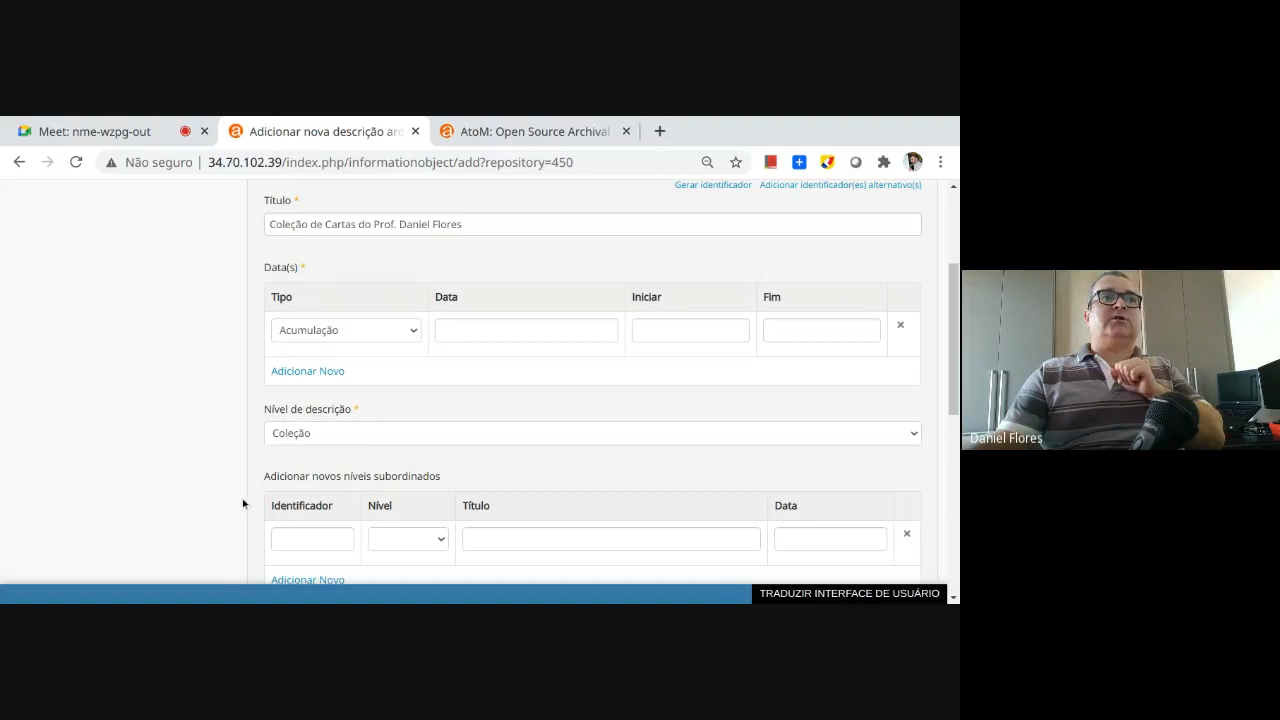 Meet: nme-wzpg-out
Adicionar nova descrição arq
AtoM: Open Source Archival
Não seguro
34.70.102.39/index.php/informationobject/add?repository=450
Gerar identificador
Adicionar identificador(es) alternativo(s)
Título *
Coleção de Cartas do Prof. Daniel Flores
Data(s) *
Tipo
Data
Iniciar
Fim
Acumulação
Adicionar Novo
Nível de descrição *
Coleção
Adicionar novos níveis subordinados
Identificador
Nível
Título
Data
Adicionar Novo
TRADUZIR INTERFACE DE USUÁRIO
Daniel Flores